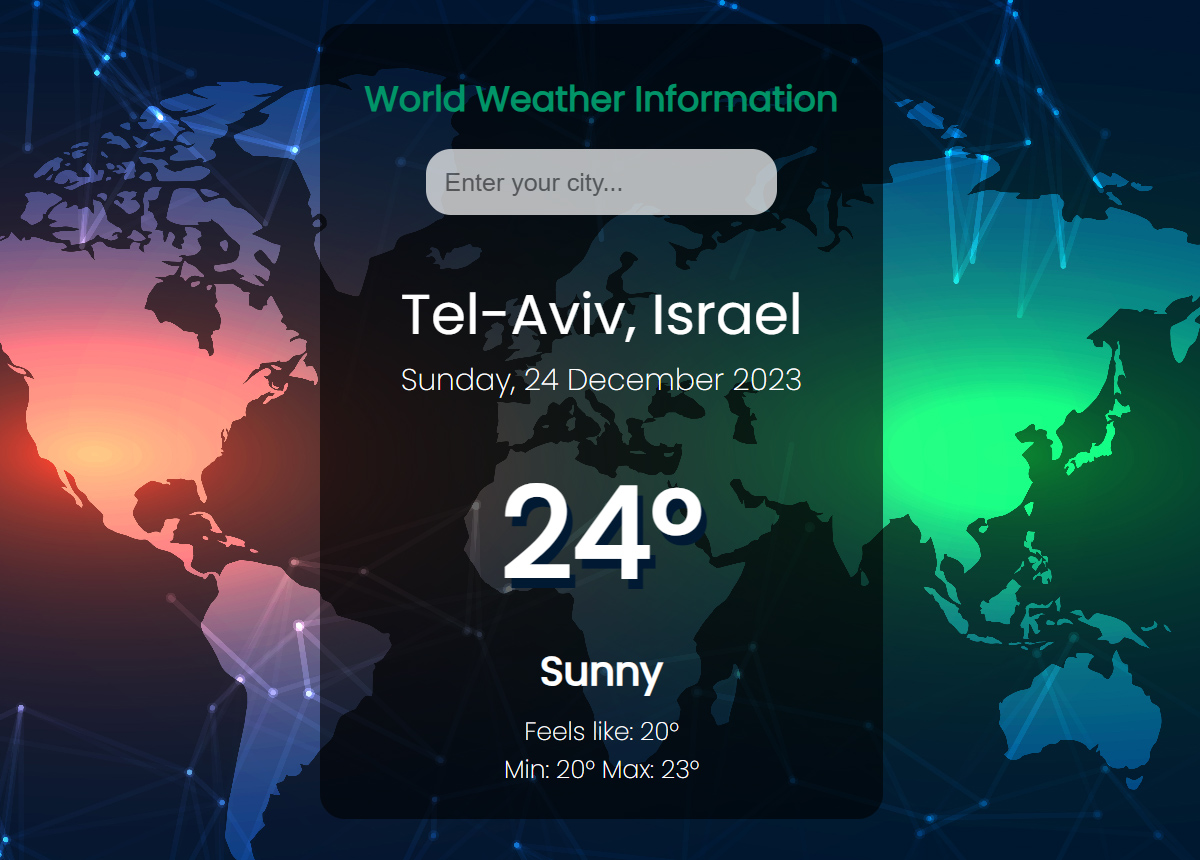 World Weather Information
Enter your city...
Tel-Aviv, Israel
Sunday, 24 December 2023
24°
Sunny
Feels like: 20°
Min: 20° Max: 23°